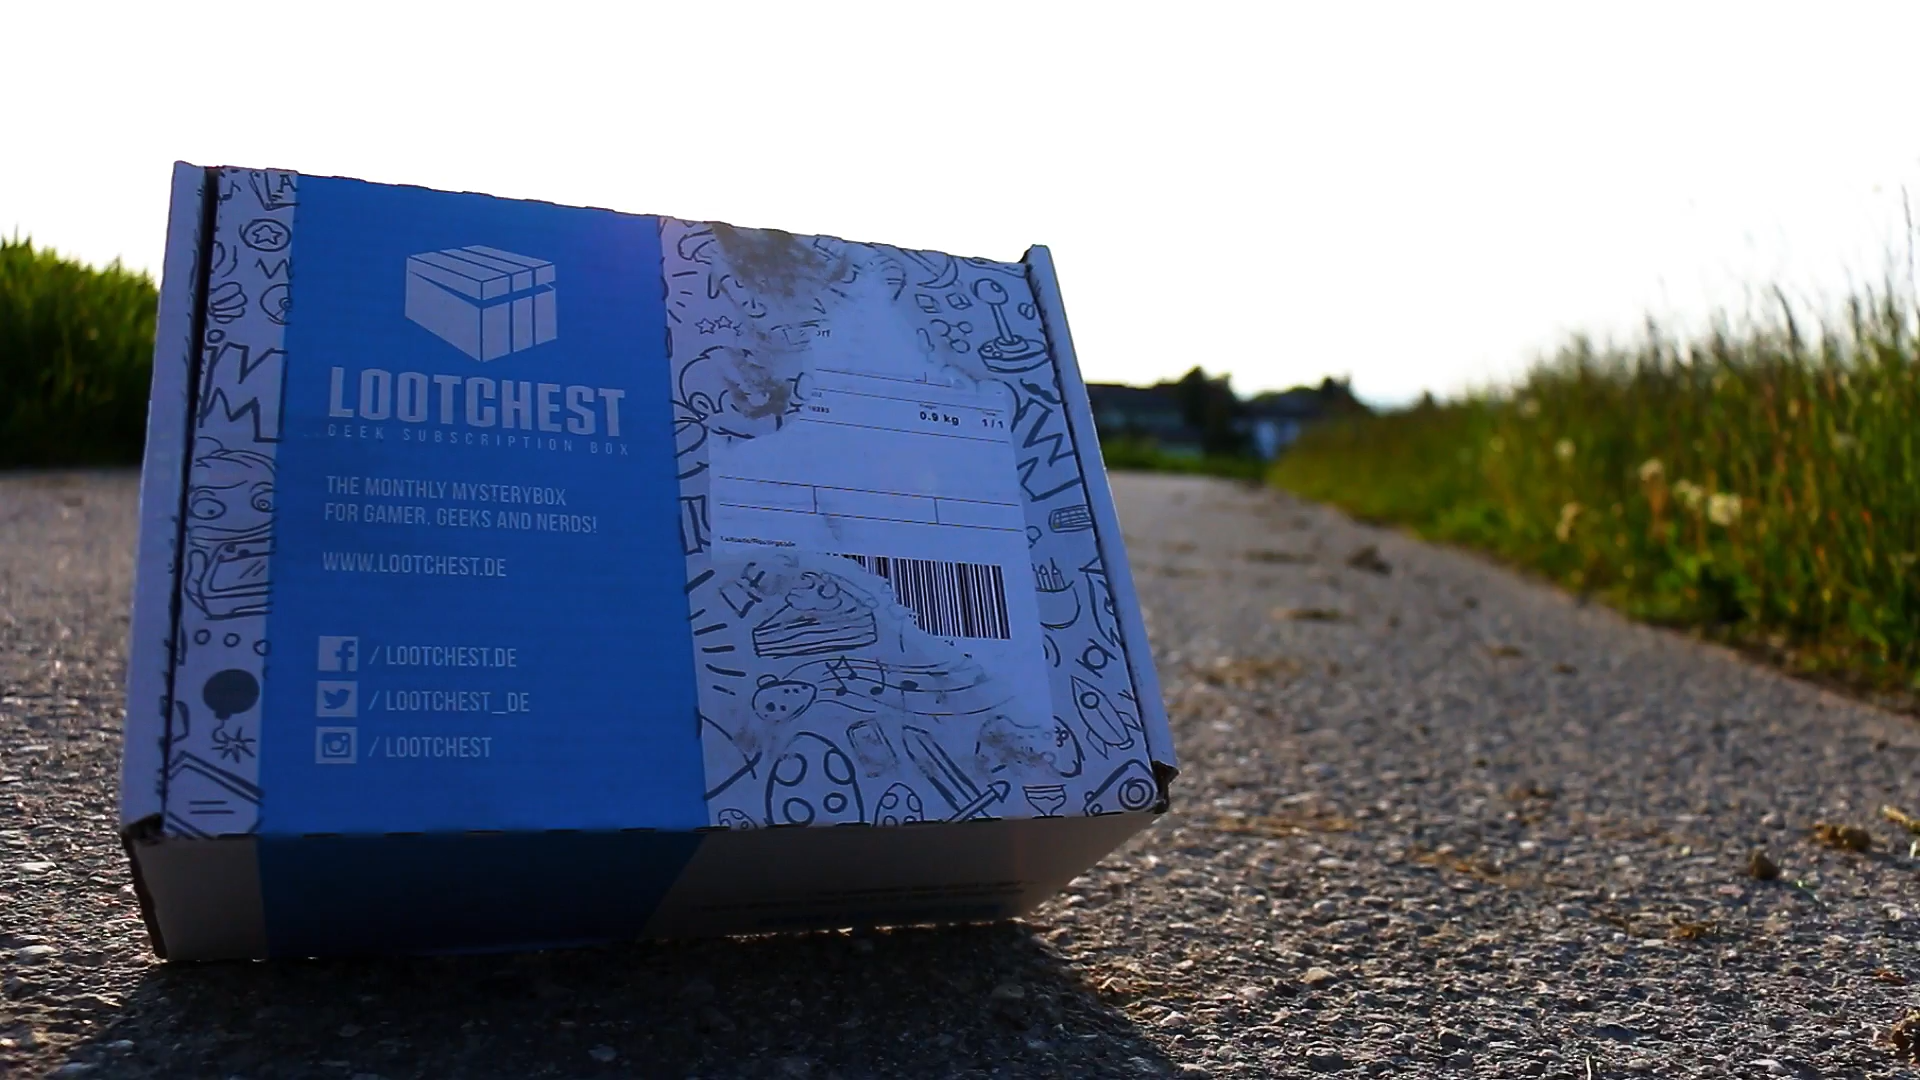 LOOTCHEST
GEEK SUBSCRIPTION BOX
THE MONTHLY MYSTERYBOX
FOR GAMER, GEEKS AND NERDS!
WWW.LOOTCHEST.DE
/ LOOTCHEST.DE
/ LOOTCHEST_DE
/ LOOTCHEST
0.9 kg 1/1